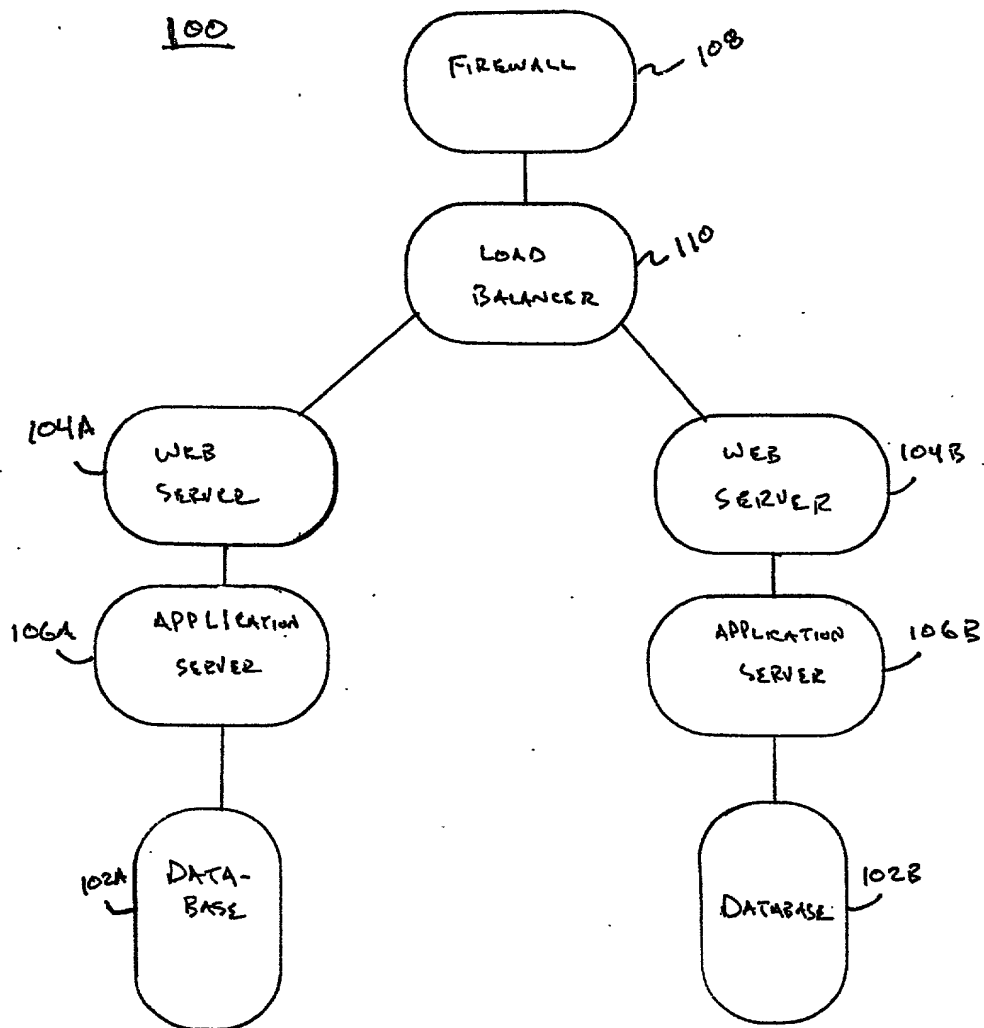 100
FIREWALL
108
LOAD
BALANCER
110
104A
WEB
SERVER
WEB
SERVER
104B
106A
APPLICATION
SERVER
APPLICATION
SERVER
106B
102A
DATA-
BASE
DATABASE
102B